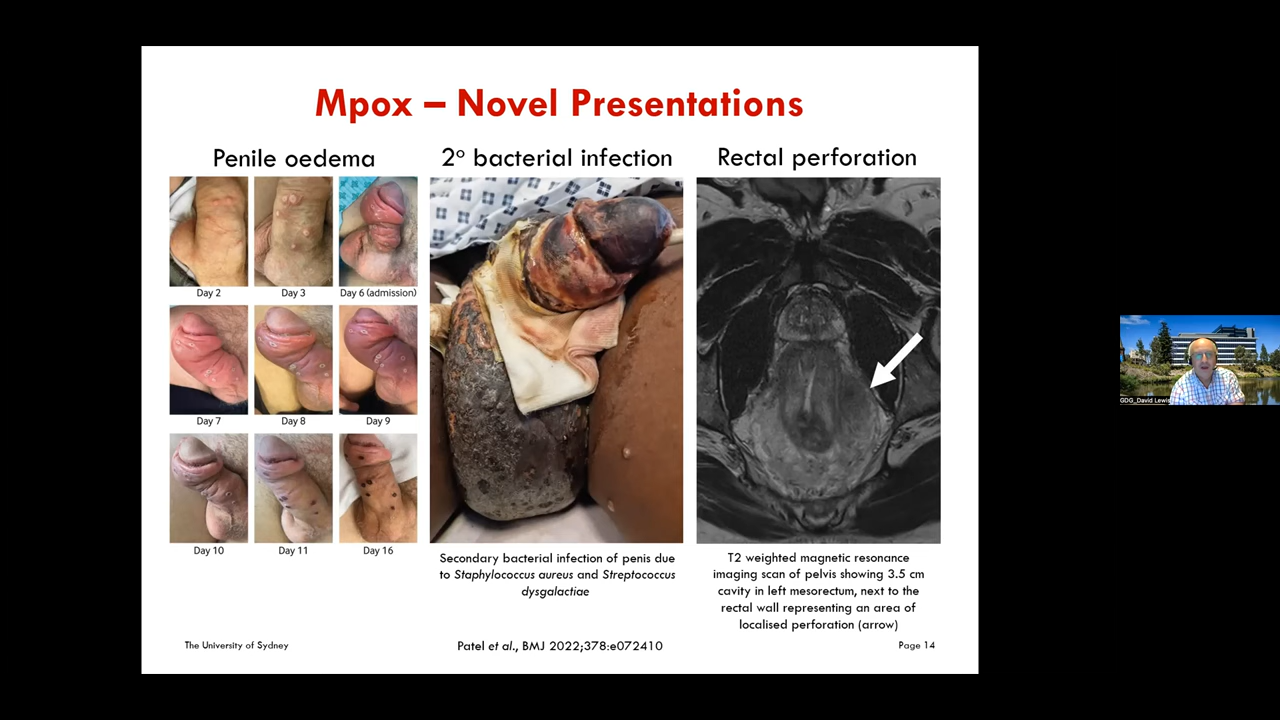 Mpox – Novel Presentations
Penile oedema
2º bacterial infection
Rectal perforation
Day 2
Day 3
Day 6 (admission)
Day 7
Day 8
Day 9
Day 10
Day 11
Day 16
Secondary bacterial infection of penis due
to Staphylococcus aureus and Streptococcus
dysgalactiae
T2 weighted magnetic resonance
imaging scan of pelvis showing 3.5 cm
cavity in left mesorectum, next to the
rectal wall representing an area of
localised perforation (arrow)
The University of Sydney
Patel et al., BMJ 2022;378:e072410
Page 14
GDG_David Lewis